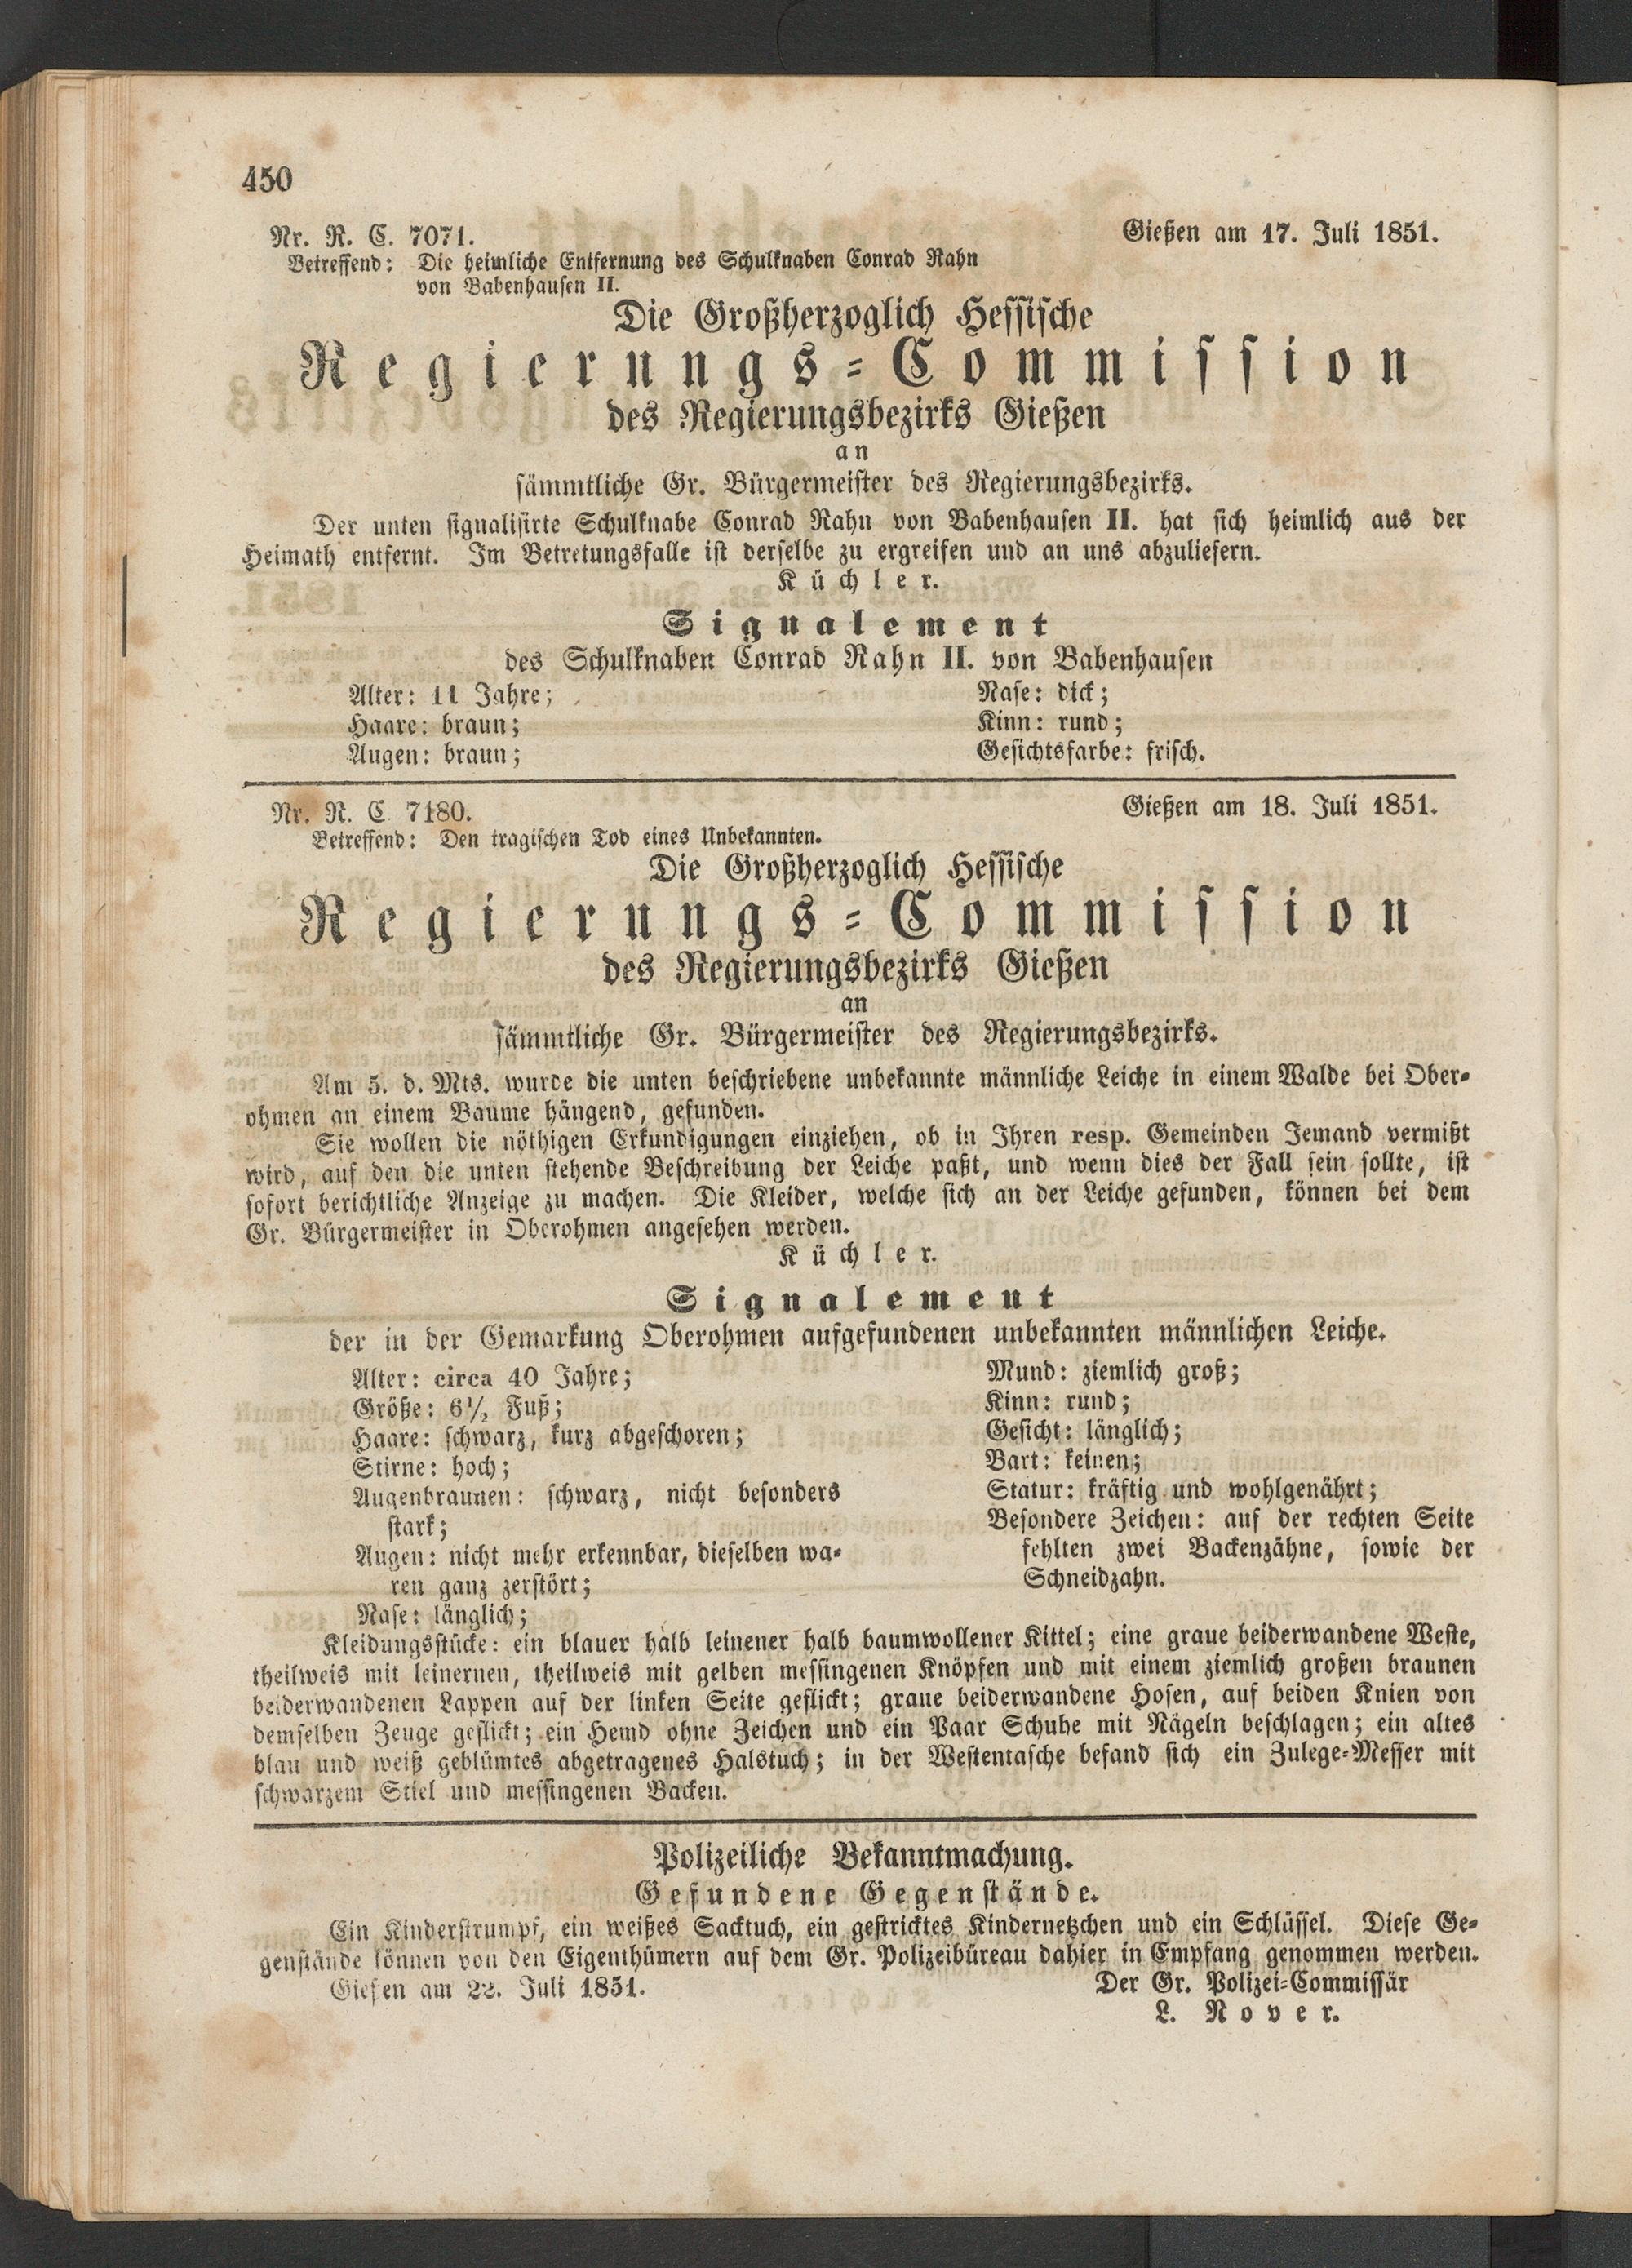 450
Nr. R. C. 7071.
Gießen am 17. Juli 1851.
Betreffend: Die heimliche Entfernung des Schulknaben Conrad Rahn
von Babenhausen II.
Die Großherzoglich Hessische
Regierungs-Commission
des Regierungsbezirks Gießen
an
sämmtliche Gr. Bürgermeister des Regierungsbezirks.
Der unten signalisirte Schulknabe Conrad Rahn von Babenhausen II. hat sich heimlich aus der
Heimath entfernt. Im Betretungsfalle ist derselbe zu ergreifen und an uns abzuliefern.
Küchler.
Signalement
des Schulknaben Conrad Rahn II. von Babenhausen
Alter: 11 Jahre;
Haare: braun;
Augen: braun;
Nase: dick;
Kinn: rund;
Gesichtsfarbe: frisch.
Nr. R. C. 7180.
Gießen am 18. Juli 1851.
Betreffend: Den tragischen Tod eines Unbekannten.
Die Großherzoglich Hessische
Regierungs-Commission
des Regierungsbezirks Gießen
an
sämmtliche Gr. Bürgermeister des Regierungsbezirks.
Am 5. d. Mts. wurde die unten beschriebene unbekannte männliche Leiche in einem Walde bei Ober-
ohmen an einem Baume hängend, gefunden.
Sie wollen die nöthigen Erkundigungen einziehen, ob in Ihren resp. Gemeinden Jemand vermißt
wird, auf den die unten stehende Beschreibung der Leiche paßt, und wenn dies der Fall sein sollte, ist
sofort berichtliche Anzeige zu machen. Die Kleider, welche sich an der Leiche gefunden, können bei dem
Gr. Bürgermeister in Oberohmen angesehen werden.
Küchler.
Signalement
der in der Gemarkung Oberohmen aufgefundenen unbekannten männlichen Leiche.
Alter: circa 40 Jahre;
Größe: 6½ Fuß;
Haare: schwarz, kurz abgeschoren;
Stirne: hoch;
Augenbraunen: schwarz, nicht besonders
stark;
Augen: nicht mehr erkennbar, dieselben wa-
ren ganz zerstört;
Nase: länglich;
Mund: ziemlich groß;
Kinn: rund;
Gesicht: länglich;
Bart: keinen;
Statur: kräftig und wohlgenährt;
Besondere Zeichen: auf der rechten Seite
fehlten zwei Backenzähne, sowie der
Schneidzahn.
Kleidungsstücke: ein blauer halb leinener halb baumwollener Kittel; eine graue beiderwandene Weste,
theilweis mit leinernen, theilweis mit gelben messingenen Knöpfen und mit einem ziemlich großen braunen
beiderwandenen Lappen auf der linken Seite geflickt; graue beiderwandene Hosen, auf beiden Knien von
demselben Zeuge geflickt; ein Hemd ohne Zeichen und ein Paar Schuhe mit Nägeln beschlagen; ein altes
blau und weiß geblümtes abgetragenes Halstuch; in der Westentasche befand sich ein Zulege-Messer mit
schwarzem Stiel und messingenen Backen.
Polizeiliche Bekanntmachung.
Gefundene Gegenstände.
Ein Kinderstrumpf, ein weißes Sacktuch, ein gestricktes Kindernetzchen und ein Schlüssel. Diese Ge-
genstände können von den Eigenthümern auf dem Gr. Polizeibüreau dahier in Empfang genommen werden.
Giesen am 22. Juli 1851.
Der Gr. Polizei-Commissär
L. Nover.